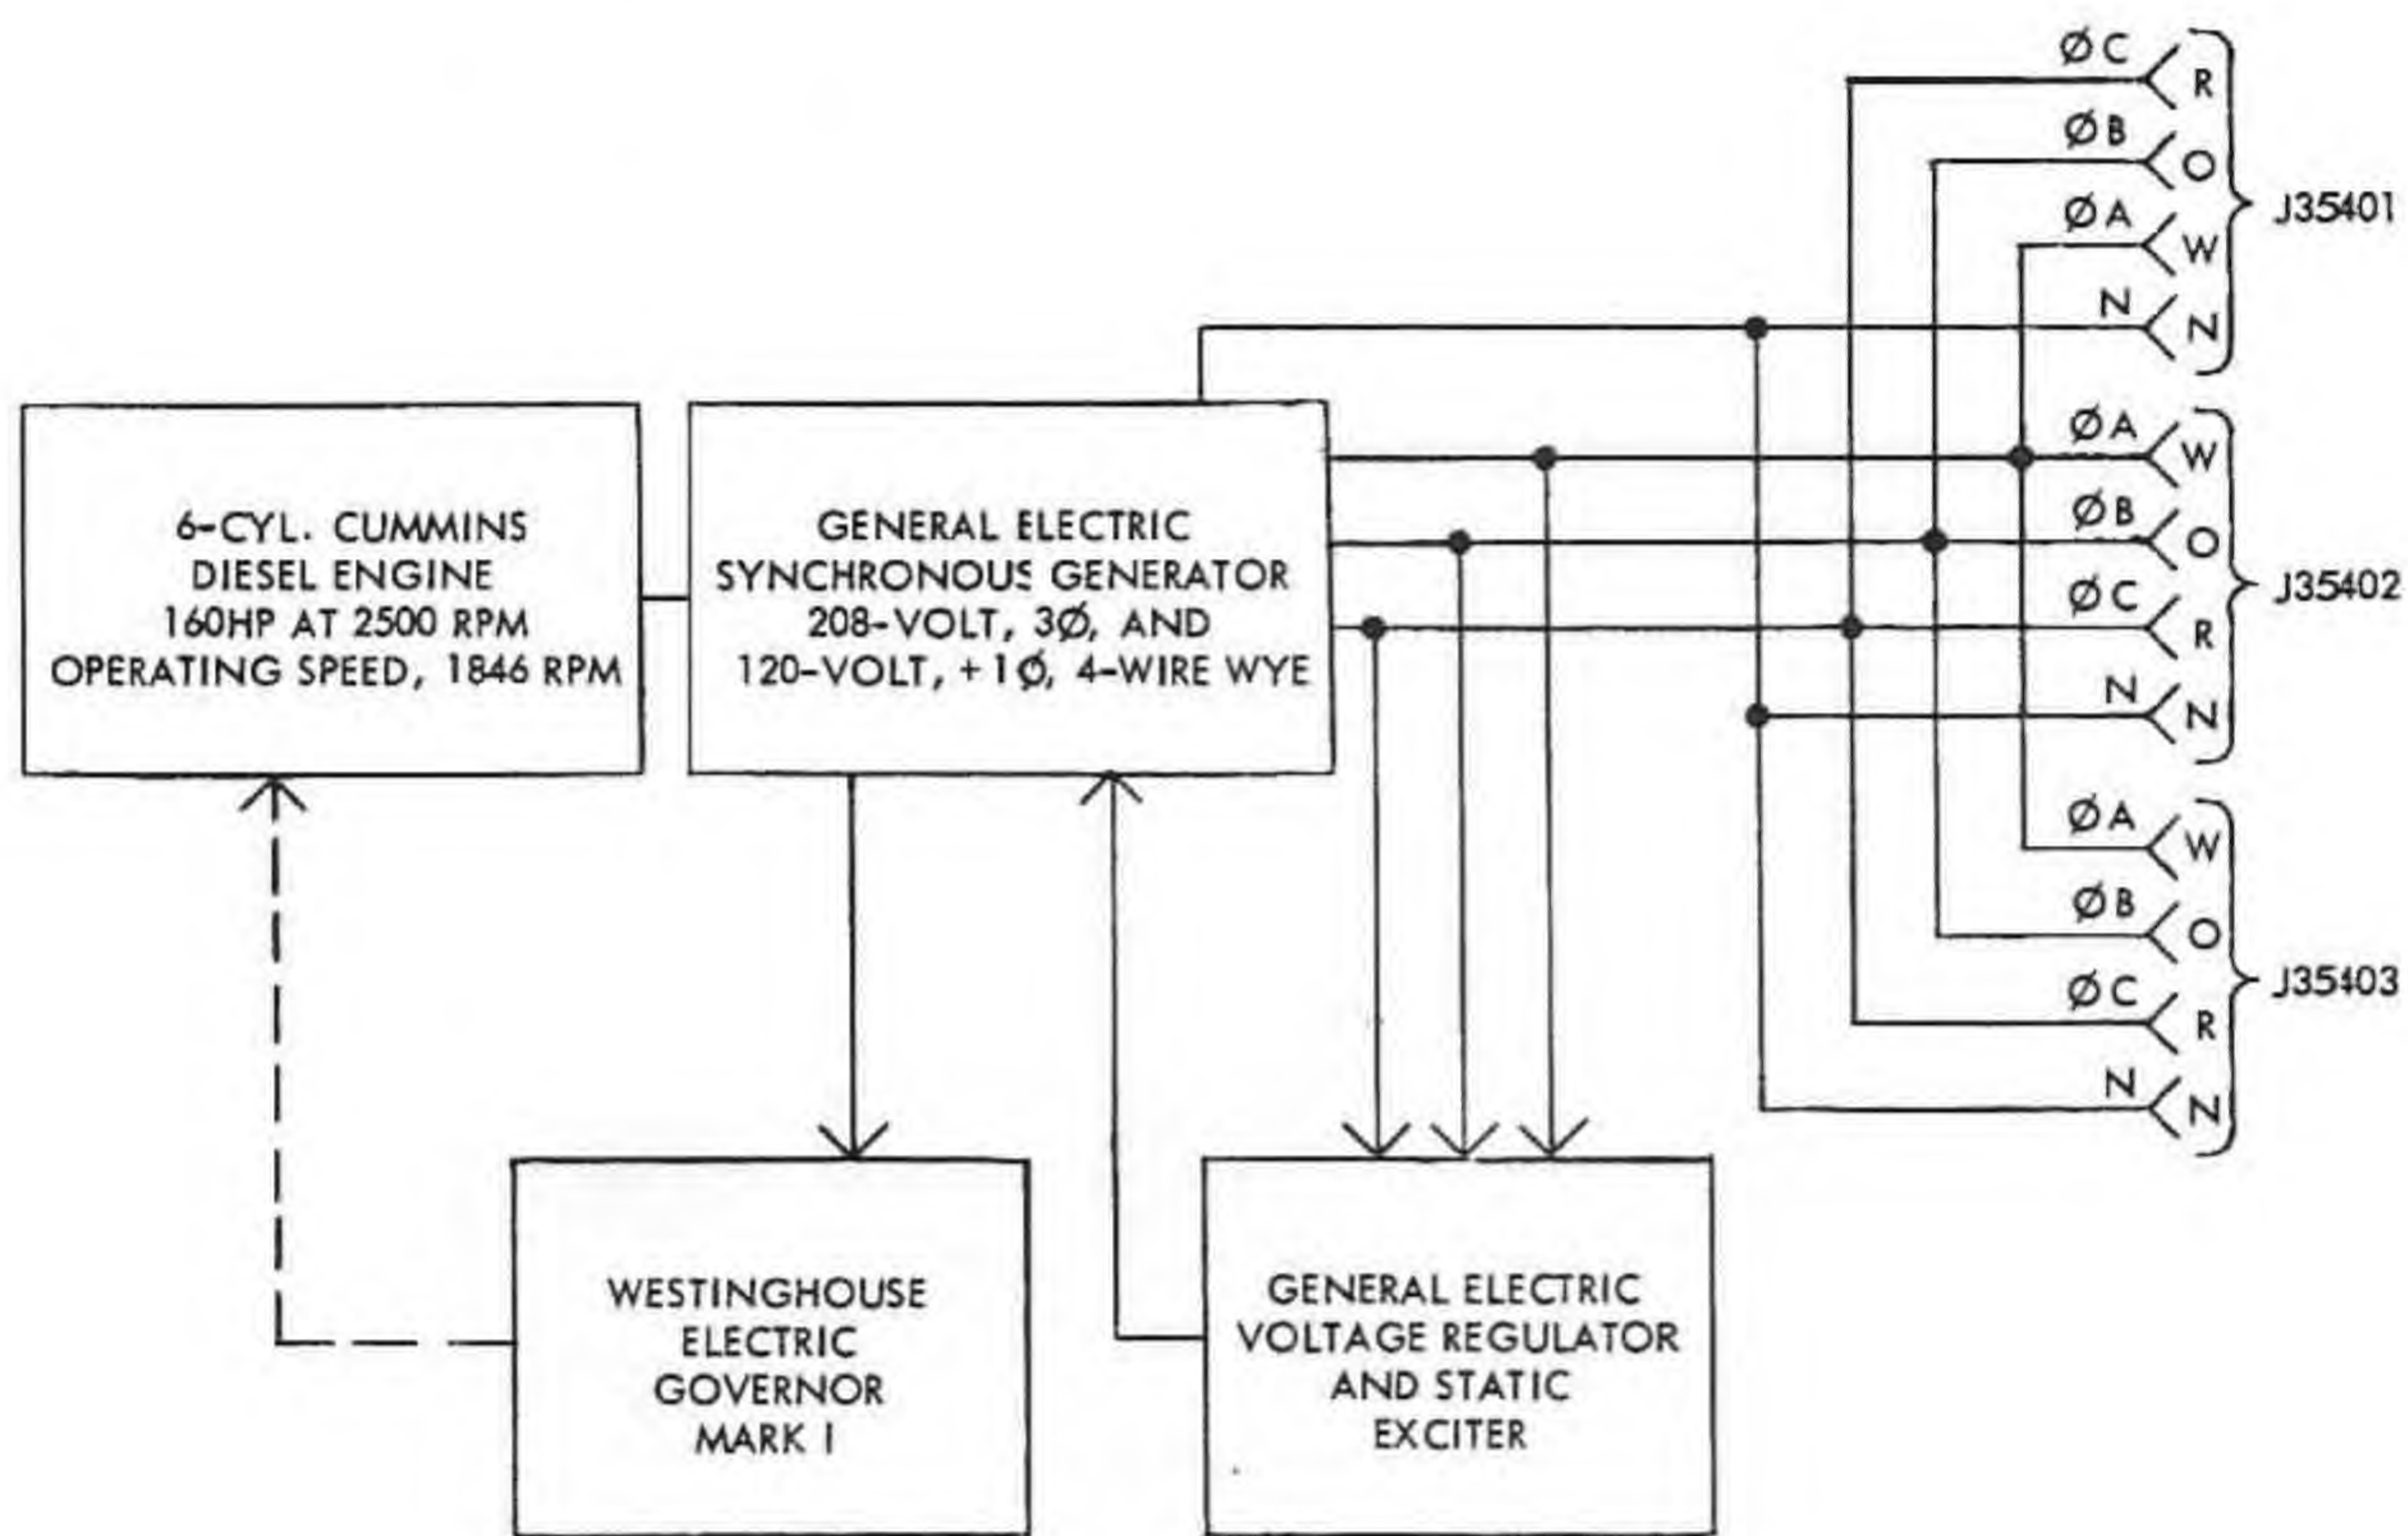 6-CYL. CUMMINS
DIESEL ENGINE
160HP AT 2500 RPM
OPERATING SPEED, 1846 RPM
GENERAL ELECTRIC
SYNCHRONOUS GENERATOR
208-VOLT, 3Ø, AND
120-VOLT, +1Ø, 4-WIRE WYE
WESTINGHOUSE
ELECTRIC
GOVERNOR
MARK I
GENERAL ELECTRIC
VOLTAGE REGULATOR
AND STATIC
EXCITER
ØC R
ØB O
ØA W
N N
J35401
ØA W
ØB O
ØC R
N N
J35402
ØA W
ØB O
ØC R
N N
J35403